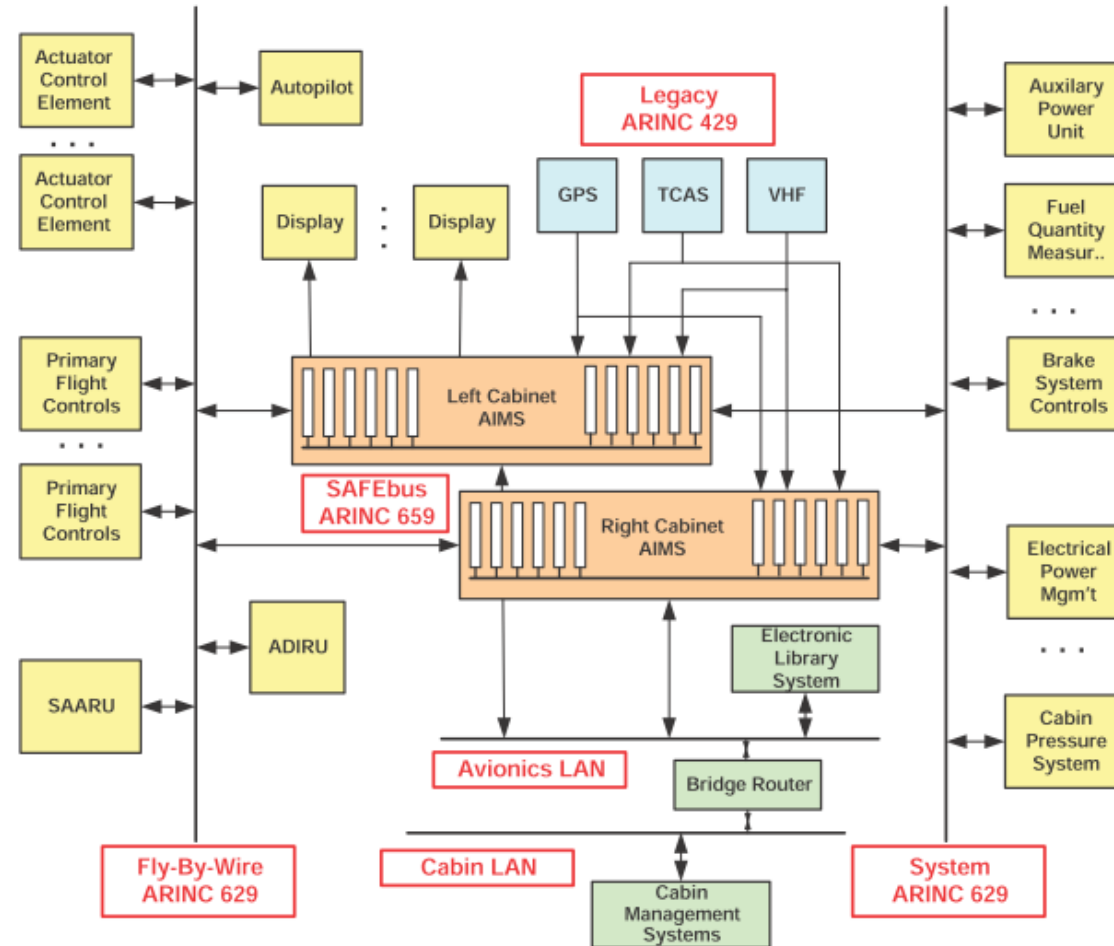 Actuator
Control
Element
. . .
Actuator
Control
Element
Autopilot
Legacy
ARINC 429
Auxilary
Power
Unit
Display
Display
GPS
TCAS
VHF
Fuel
Quantity
Measur..
. . .
Primary
Flight
Controls
. . .
Primary
Flight
Controls
Left Cabinet
AIMS
Brake
System
Controls
SAFEbus
ARINC 659
Right Cabinet
AIMS
Electrical
Power
Mgm't
. . .
ADIRU
SAARU
Electronic
Library
System
Cabin
Pressure
System
Avionics LAN
Bridge Router
Fly-By-Wire
ARINC 629
Cabin LAN
Cabin
Management
Systems
System
ARINC 629